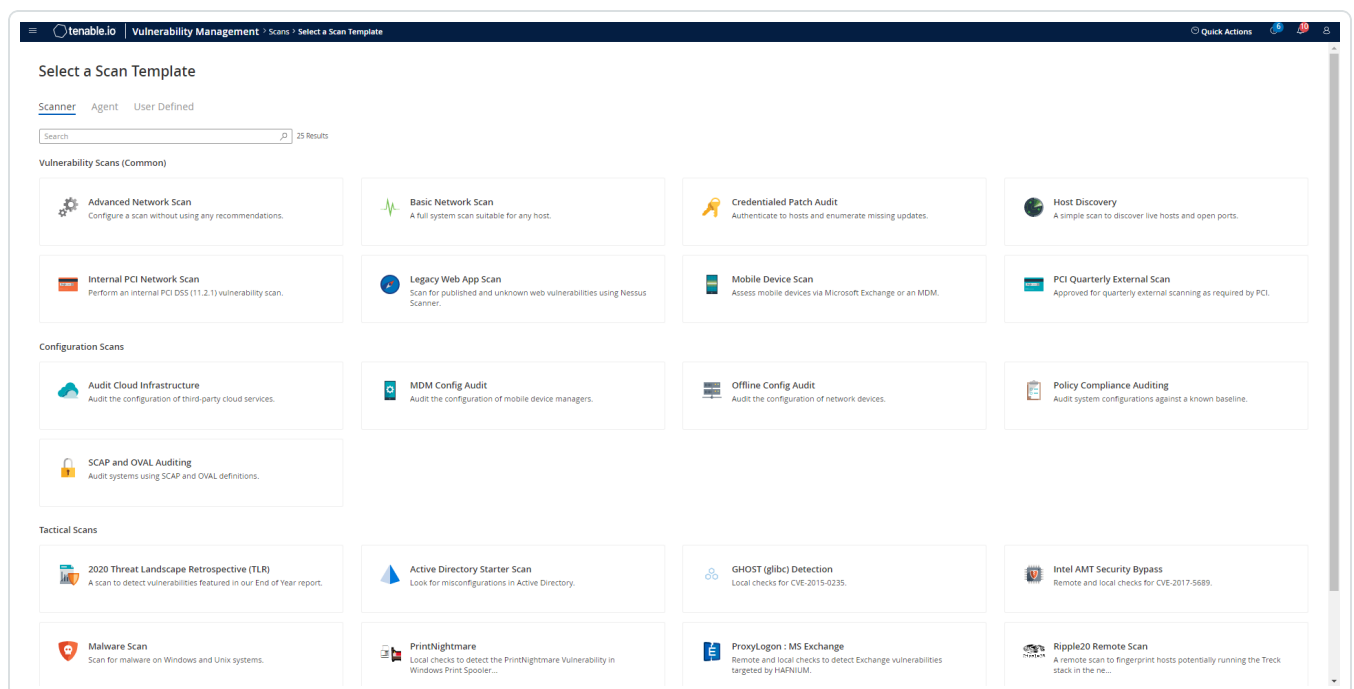 tenable.io Vulnerability Management > Scans > Select a Scan Template Quick Actions 6 10
Select a Scan Template
Scanner Agent User Defined
Search 25 Results
Vulnerability Scans (Common)
Advanced Network Scan
Configure a scan without using any recommendations.
Basic Network Scan
A full system scan suitable for any host.
Credentialed Patch Audit
Authenticate to hosts and enumerate missing updates.
Host Discovery
A simple scan to discover live hosts and open ports.
Internal PCI Network Scan
Perform an internal PCI DSS (11.2.1) vulnerability scan.
Legacy Web App Scan
Scan for published and unknown web vulnerabilities using Nessus
Scanner.
Mobile Device Scan
Assess mobile devices via Microsoft Exchange or an MDM.
PCI Quarterly External Scan
Approved for quarterly external scanning as required by PCI.
Configuration Scans
Audit Cloud Infrastructure
Audit the configuration of third-party cloud services.
MDM Config Audit
Audit the configuration of mobile device managers.
Offline Config Audit
Audit the configuration of network devices.
Policy Compliance Auditing
Audit system configurations against a known baseline.
SCAP and OVAL Auditing
Audit systems using SCAP and OVAL definitions.
Tactical Scans
2020 Threat Landscape Retrospective (TLR)
A scan to detect vulnerabilities featured in our End of Year report.
Active Directory Starter Scan
Look for misconfigurations in Active Directory.
GHOST (glibc) Detection
Local checks for CVE-2015-0235.
Intel AMT Security Bypass
Remote and local checks for CVE-2017-5689.
Malware Scan
Scan for malware on Windows and Unix systems.
PrintNightmare
Local checks to detect the PrintNightmare Vulnerability in
Windows Print Spooler...
ProxyLogon : MS Exchange
Remote and local checks to detect Exchange vulnerabilities
targeted by HAFNIUM.
Ripple20 Remote Scan
A remote scan to fingerprint hosts potentially running the Treck
stack in the ne...